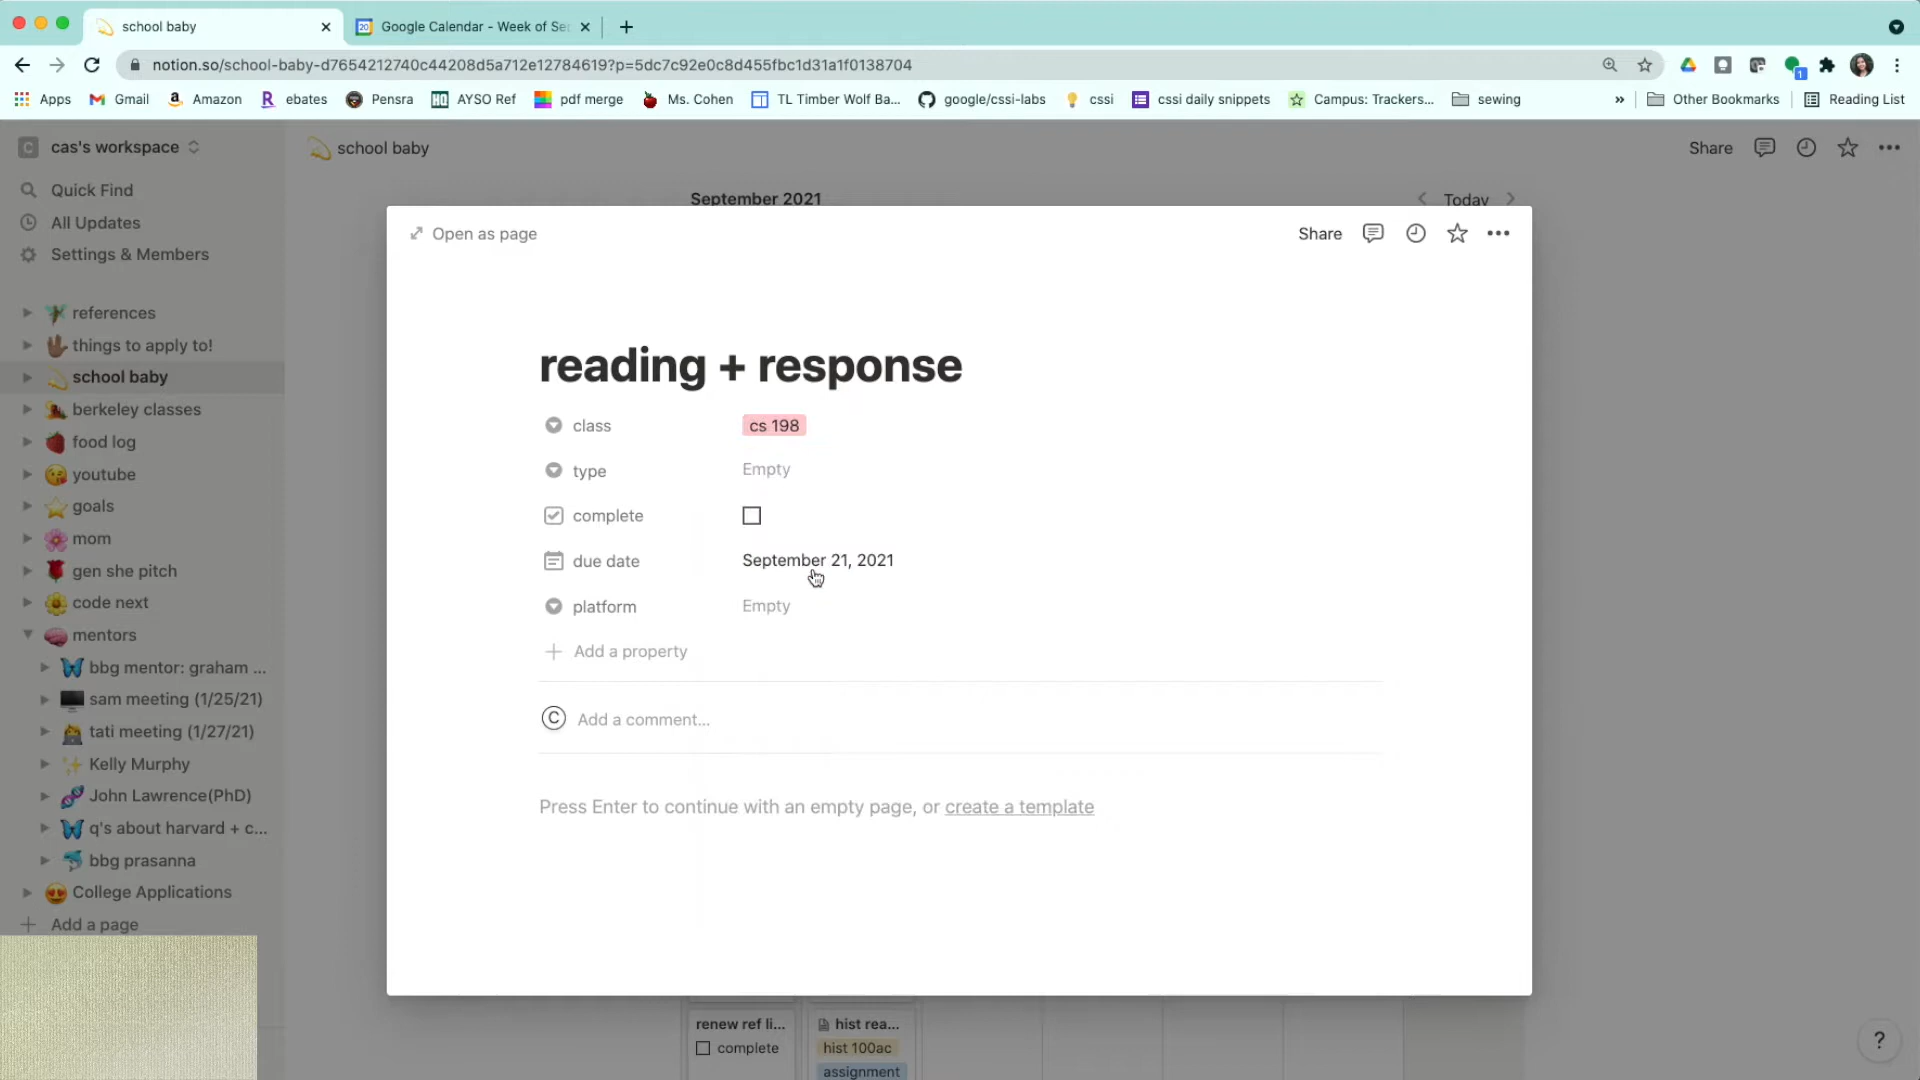 school baby
20 Google Calendar - Week of Se
notion.so/school-baby-d7654212740c44208d5a712e12784619?p=5dc7c92e0c8d455fbc1d31a1f0138704
1
Apps
Gmail
Amazon
ebates
Pensra
AYSO Ref
pdf merge
Ms. Cohen
TL Timber Wolf Ba...
google/cssi-labs
cssi
cssi daily snippets
Campus: Trackers...
sewing
» Other Bookmarks
Reading List
C cas's workspace
school baby
Share
Quick Find
All Updates
Settings & Members
September 2021
Today
references
things to apply to!
school baby
berkeley classes
food log
youtube
goals
mom
gen she pitch
code next
mentors
bbg mentor: graham ...
sam meeting (1/25/21)
tati meeting (1/27/21)
Kelly Murphy
John Lawrence(PhD)
q's about harvard + c...
bbg prasanna
College Applications
Add a page
Open as page
Share
reading + response
class cs 198
type Empty
complete
due date September 21, 2021
platform Empty
Add a property
C Add a comment...
Press Enter to continue with an empty page, or create a template
renew ref li...
complete
hist rea...
hist 100ac
assignment
?